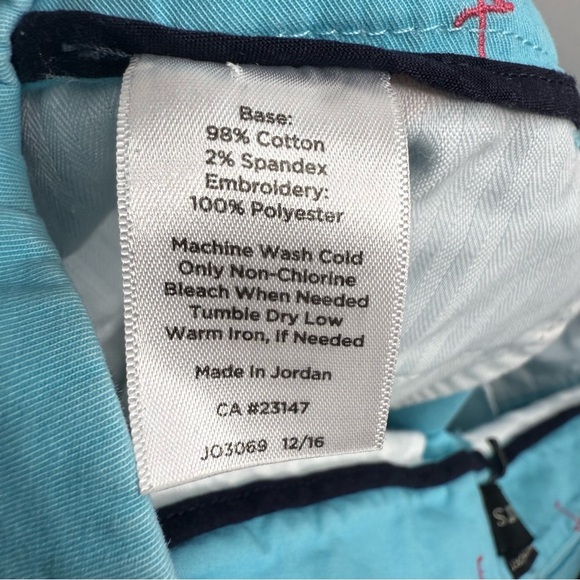 Base:
98% Cotton
2% Spandex
Embroidery:
100% Polyester
Machine Wash Cold
Only Non-Chlorine
Bleach When Needed
Tumble Dry Low
Warm Iron, If Needed
Made In Jordan
CA #23147
JO3069 12/16